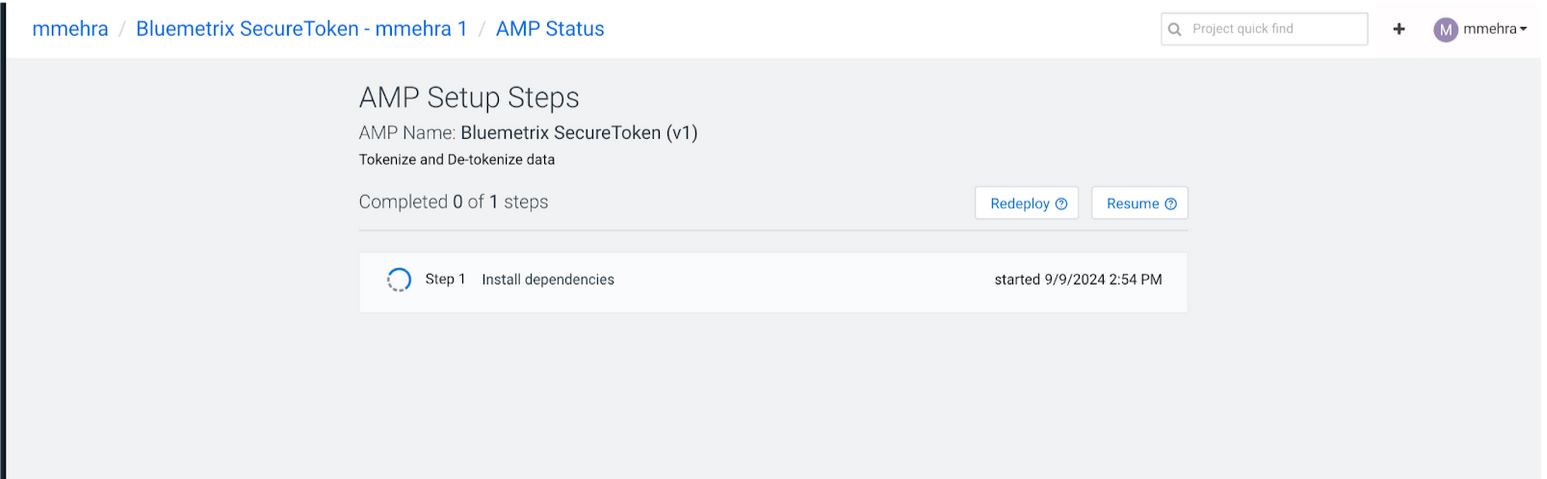 mmehra / Bluemetrix SecureToken - mmehra 1 / AMP Status
Project quick find
+
M mmehra
AMP Setup Steps
AMP Name: Bluemetrix SecureToken (v1)
Tokenize and De-tokenize data
Completed 0 of 1 steps
Redeploy ?
Resume ?
Step 1 Install dependencies started 9/9/2024 2:54 PM